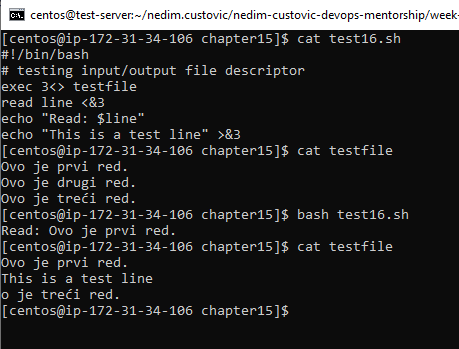 centos@test-server:~/nedim.custovic/nedim-custovic-devops-mentorship/week-
[centos@ip-172-31-34-106 chapter15]$ cat test16.sh
#!/bin/bash
# testing input/output file descriptor
exec 3<> testfile
read line <&3
echo "Read: $line"
echo "This is a test line" >&3
[centos@ip-172-31-34-106 chapter15]$ cat testfile
Ovo je prvi red.
Ovo je drugi red.
Ovo je treći red.
[centos@ip-172-31-34-106 chapter15]$ bash test16.sh
Read: Ovo je prvi red.
[centos@ip-172-31-34-106 chapter15]$ cat testfile
Ovo je prvi red.
This is a test line
o je treći red.
[centos@ip-172-31-34-106 chapter15]$